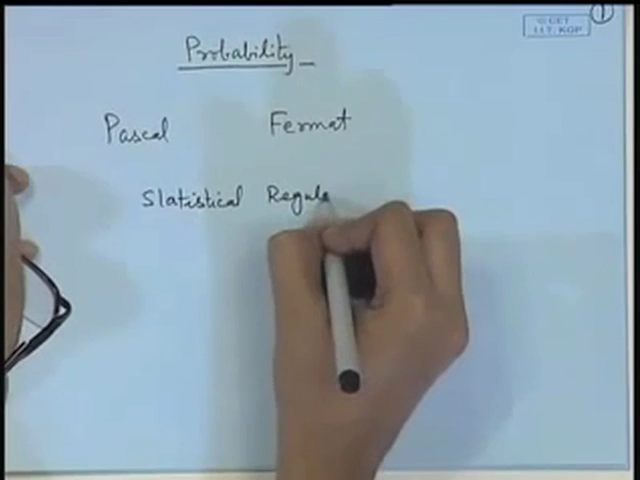 © CET
I.I.T. KGP
1
Probability
Pascal Fermat
Statistical Regula